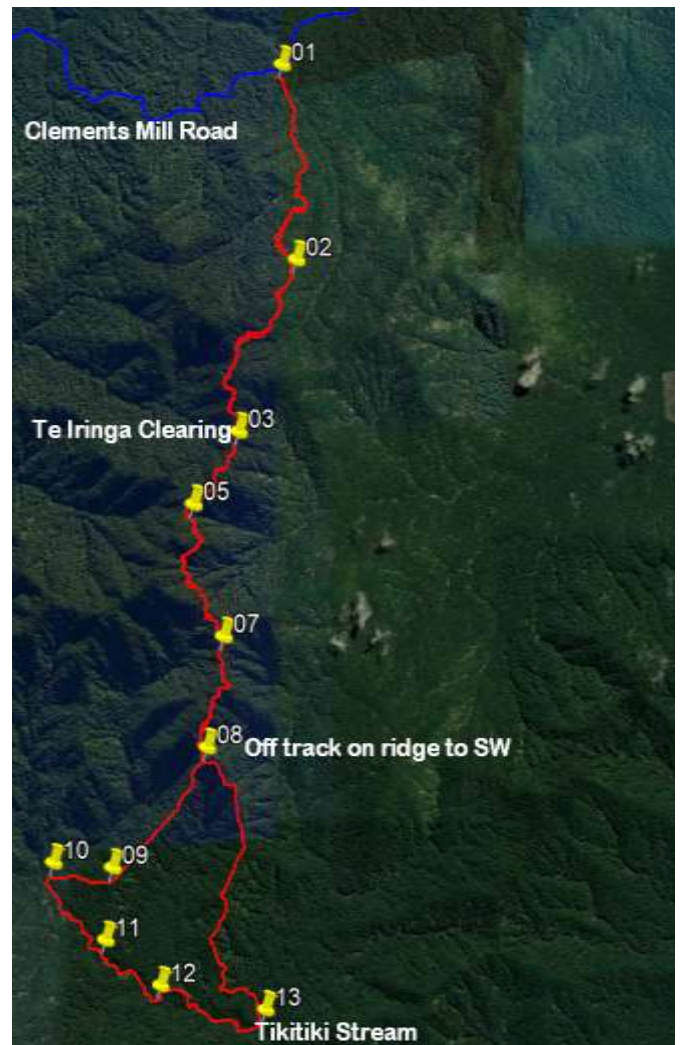 01
Clements Mill Road
02
03
Te Iringa Clearing
05
07
08
Off track on ridge to SW
10
09
11
12
13
Tikitiki Stream